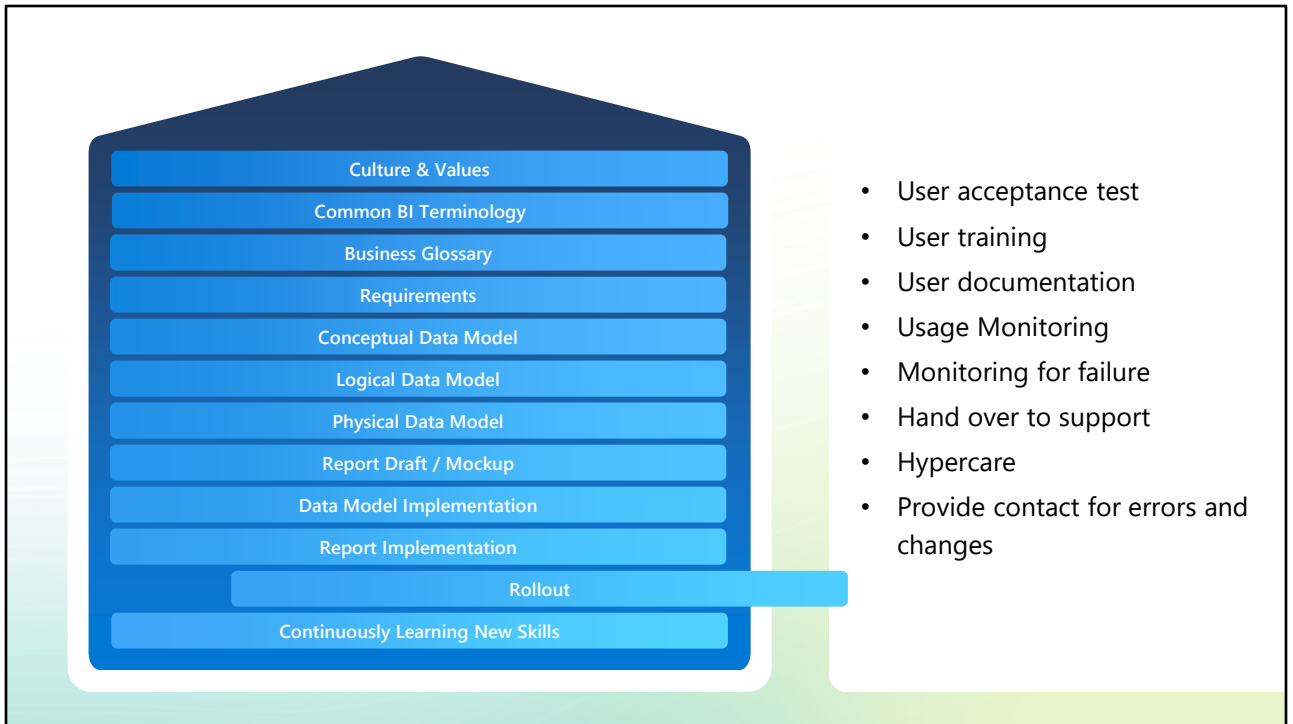 Culture & Values
Common BI Terminology
Business Glossary
Requirements
Conceptual Data Model
Logical Data Model
Physical Data Model
Report Draft / Mockup
Data Model Implementation
Report Implementation
Rollout
Continuously Learning New Skills
• User acceptance test
• User training
• User documentation
• Usage Monitoring
• Monitoring for failure
• Hand over to support
• Hypercare
• Provide contact for errors and
changes